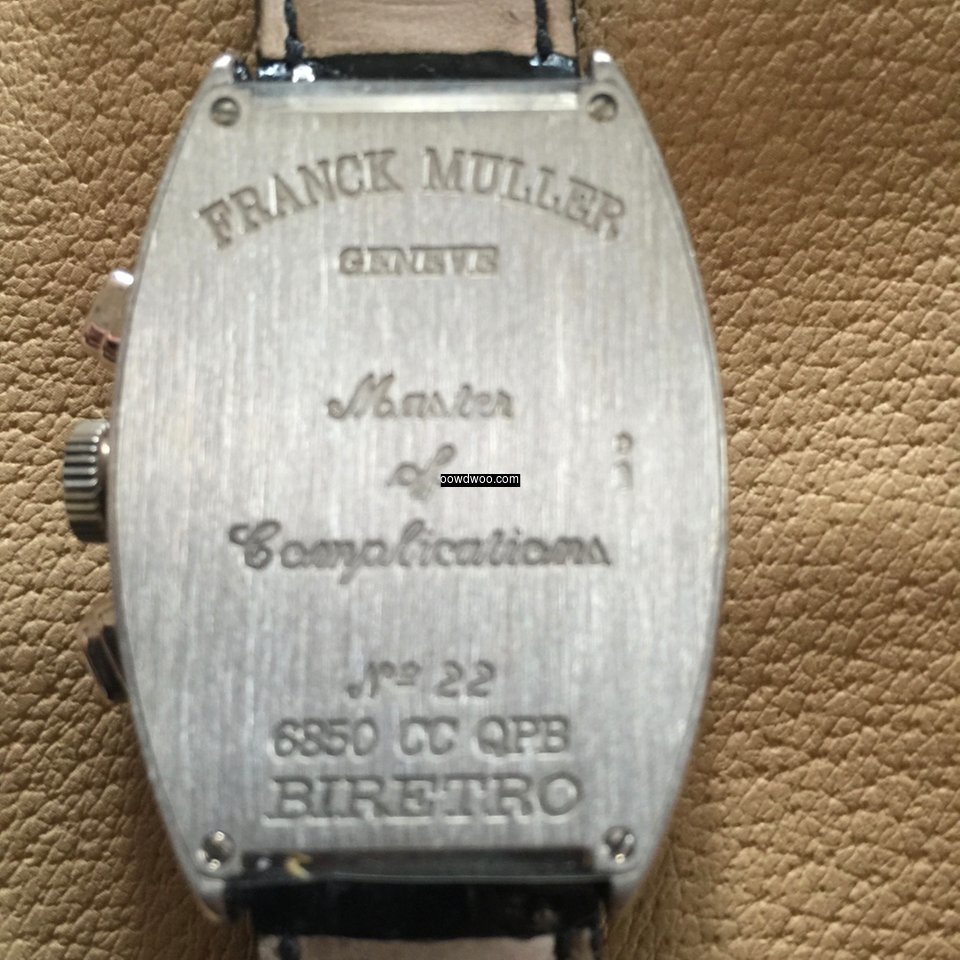 FRANCK MULLER
GENEVE
Master
of
Complications
oowdwoo.com
Nº 22
6850 CC QPB
BIRETRO